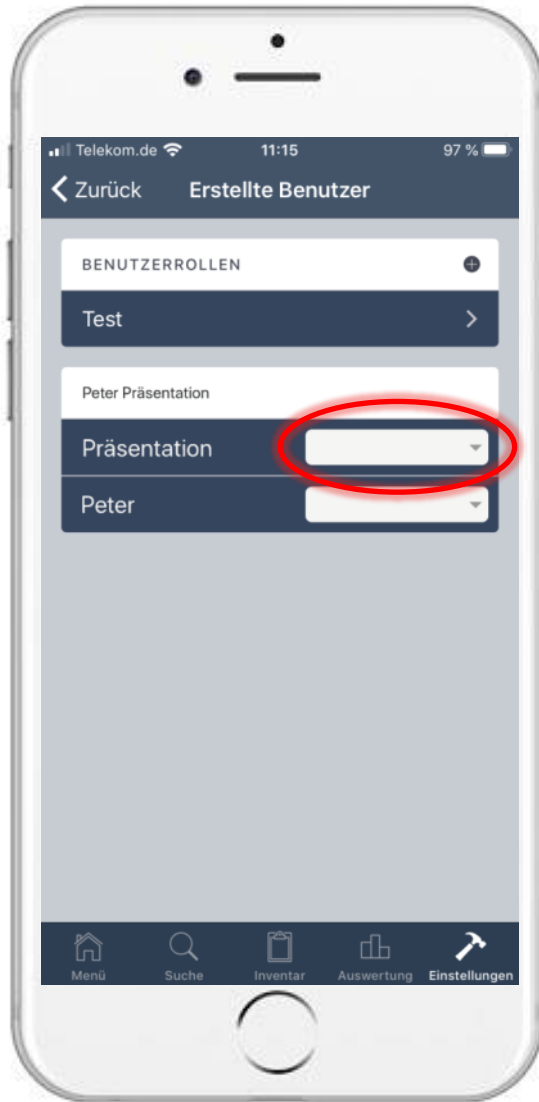 Telekom.de 11:15 97 %
Zurück Erstellte Benutzer
BENUTZERROLLEN
Test
Peter Präsentation
Präsentation
Peter
Menü Suche Inventar Auswertung Einstellungen